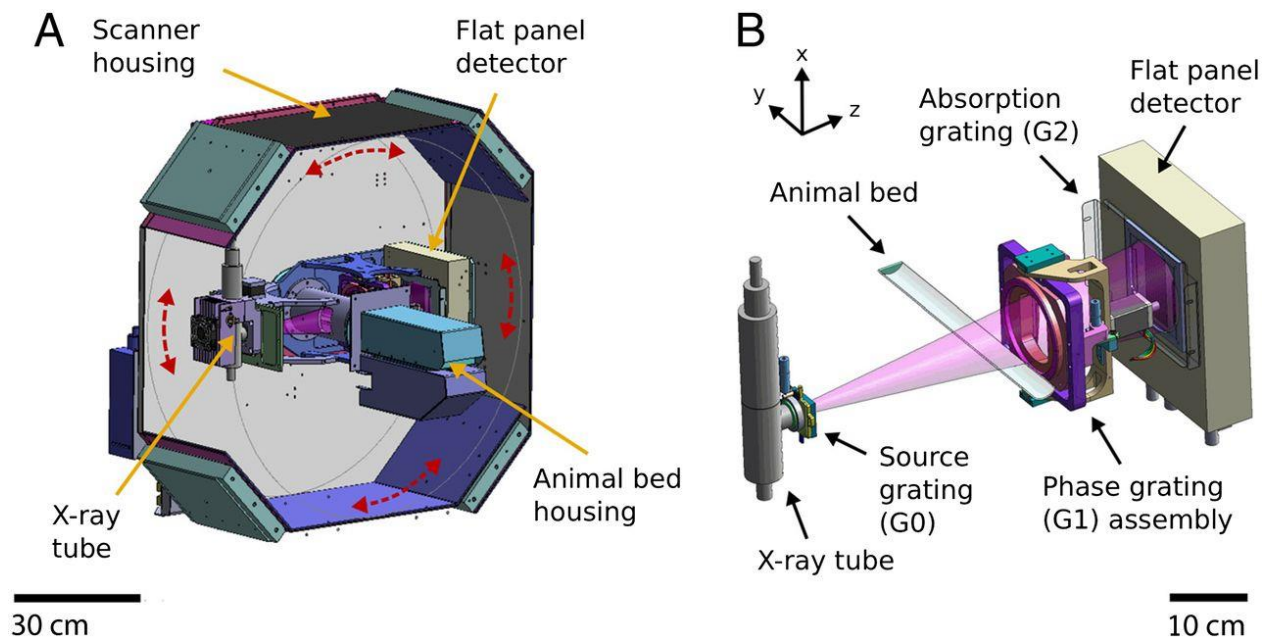 A
Scanner
housing
Flat panel
detector
X-ray
tube
Animal bed
housing
30 cm
B
x
y
z
Absorption
grating (G2)
Flat panel
detector
Animal bed
Source
grating
(G0)
Phase grating
(G1) assembly
X-ray tube
10 cm